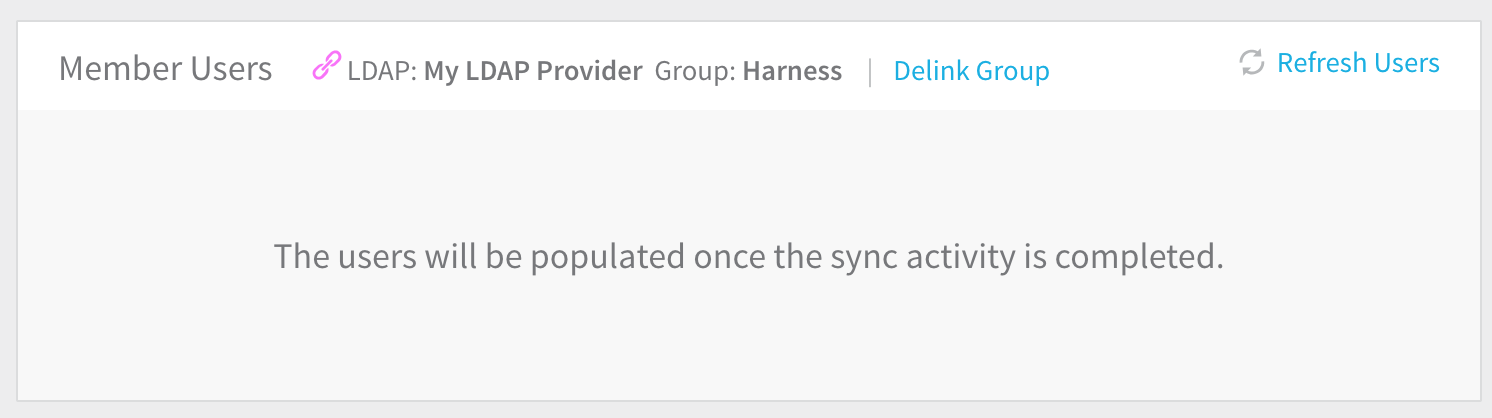 Member Users LDAP: My LDAP Provider Group: Harness | Delink Group Refresh Users
The users will be populated once the sync activity is completed.